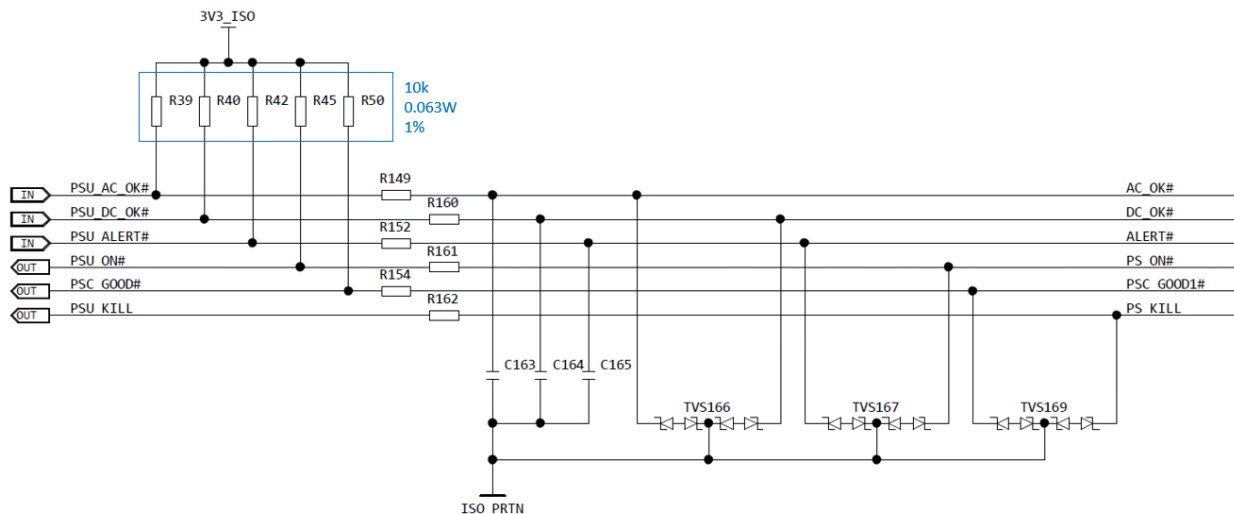 3V3_ISO
R39 R40 R42 R45 R50
10k
0.063W
1%
IN PSU_AC_OK# R149 AC_OK#
IN PSU_DC_OK# R160 DC_OK#
IN PSU_ALERT# R152 ALERT#
OUT PSU_ON# R161 PS_ON#
OUT PSC_GOOD# R154 PSC_GOOD1#
OUT PSU_KILL R162 PS_KILL
C163 C164 C165
TVS166 TVS167 TVS169
ISO_PRTN